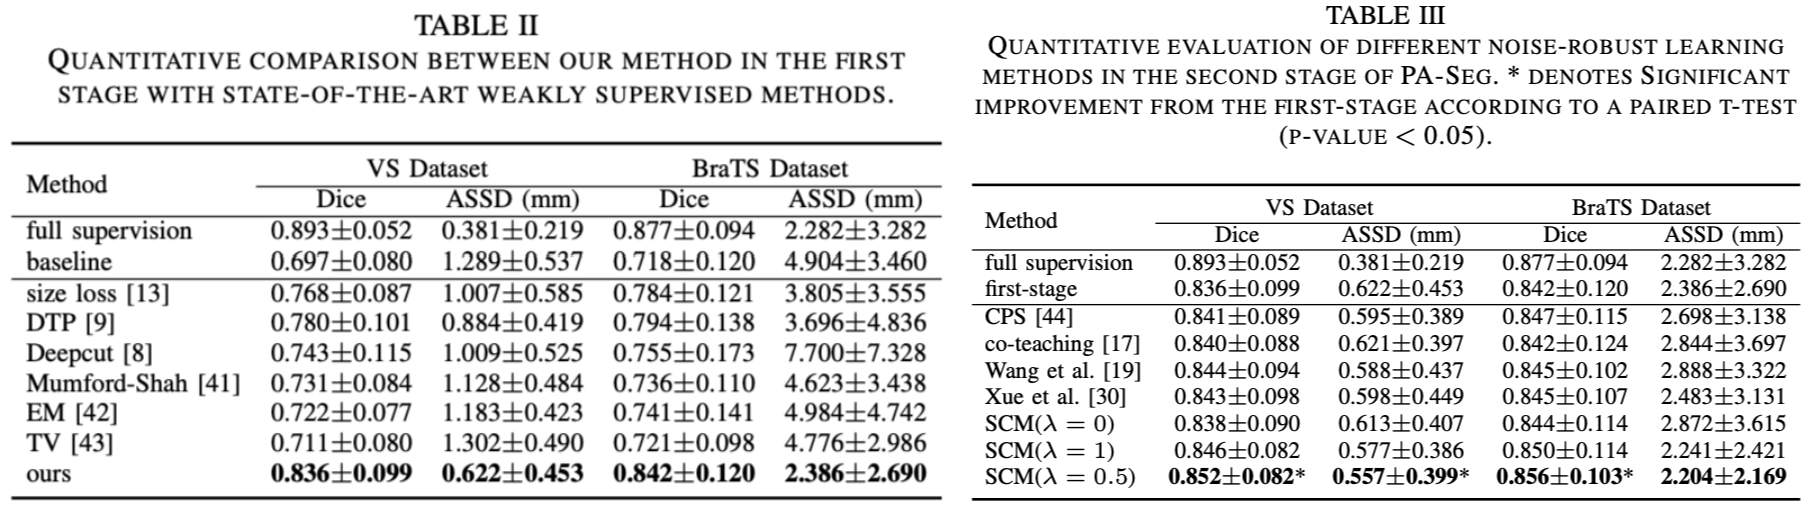 TABLE II
QUANTITATIVE COMPARISON BETWEEN OUR METHOD IN THE FIRST
STAGE WITH STATE-OF-THE-ART WEAKLY SUPERVISED METHODS.
Method VS Dataset BraTS Dataset
Dice ASSD (mm) Dice ASSD (mm)
full supervision 0.893±0.052 0.381±0.219 0.877±0.094 2.282±3.282
baseline 0.697±0.080 1.289±0.537 0.718±0.120 4.904±3.460
size loss [13] 0.768±0.087 1.007±0.585 0.784±0.121 3.805±3.555
DTP [9] 0.780±0.101 0.884±0.419 0.794±0.138 3.696±4.836
Deepcut [8] 0.743±0.115 1.009±0.525 0.755±0.173 7.700±7.328
Mumford-Shah [41] 0.731±0.084 1.128±0.484 0.736±0.110 4.623±3.438
EM [42] 0.722±0.077 1.183±0.423 0.741±0.141 4.984±4.742
TV [43] 0.711±0.080 1.302±0.490 0.721±0.098 4.776±2.986
ours 0.836±0.099 0.622±0.453 0.842±0.120 2.386±2.690
TABLE III
QUANTITATIVE EVALUATION OF DIFFERENT NOISE-ROBUST LEARNING
METHODS IN THE SECOND STAGE OF PA-SEG. * DENOTES SIGNIFICANT
IMPROVEMENT FROM THE FIRST-STAGE ACCORDING TO A PAIRED T-TEST
(P-VALUE < 0.05).
Method VS Dataset BraTS Dataset
Dice ASSD (mm) Dice ASSD (mm)
full supervision 0.893±0.052 0.381±0.219 0.877±0.094 2.282±3.282
first-stage 0.836±0.099 0.622±0.453 0.842±0.120 2.386±2.690
CPS [44] 0.841±0.089 0.595±0.389 0.847±0.115 2.698±3.138
co-teaching [17] 0.840±0.088 0.621±0.397 0.842±0.124 2.844±3.697
Wang et al. [19] 0.844±0.094 0.588±0.437 0.845±0.102 2.888±3.322
Xue et al. [30] 0.843±0.098 0.598±0.449 0.845±0.107 2.483±3.131
SCM(λ = 0) 0.838±0.090 0.613±0.407 0.844±0.114 2.872±3.615
SCM(λ = 1) 0.846±0.082 0.577±0.386 0.850±0.114 2.241±2.421
SCM(λ = 0.5) 0.852±0.082* 0.557±0.399* 0.856±0.103* 2.204±2.169